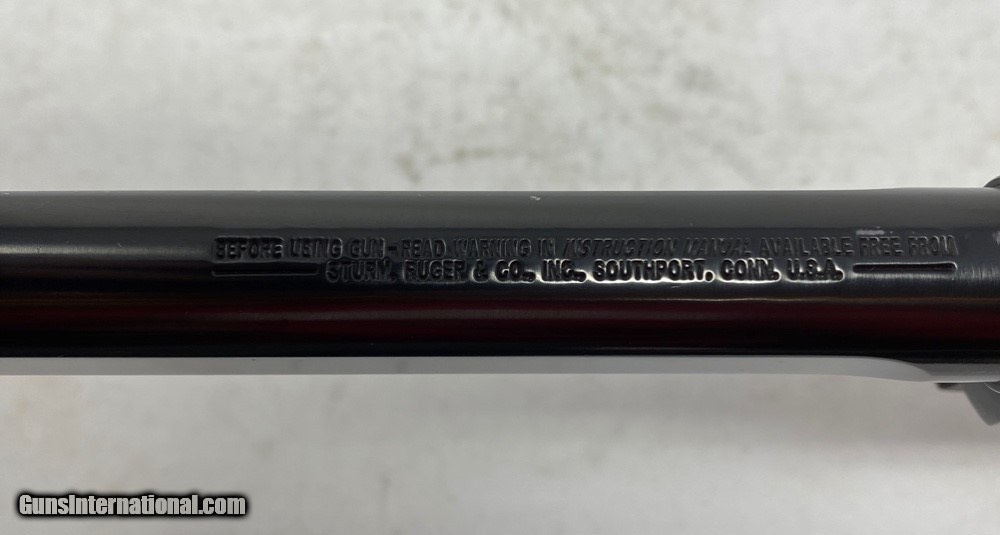 BEFORE USING GUN-READ WARNING IN INSTRUCTION MANUAL AVAILABLE FREE FROM
STURM, RUGER & CO., INC., SOUTHPORT, CONN. U.S.A.
GunsInternational.com